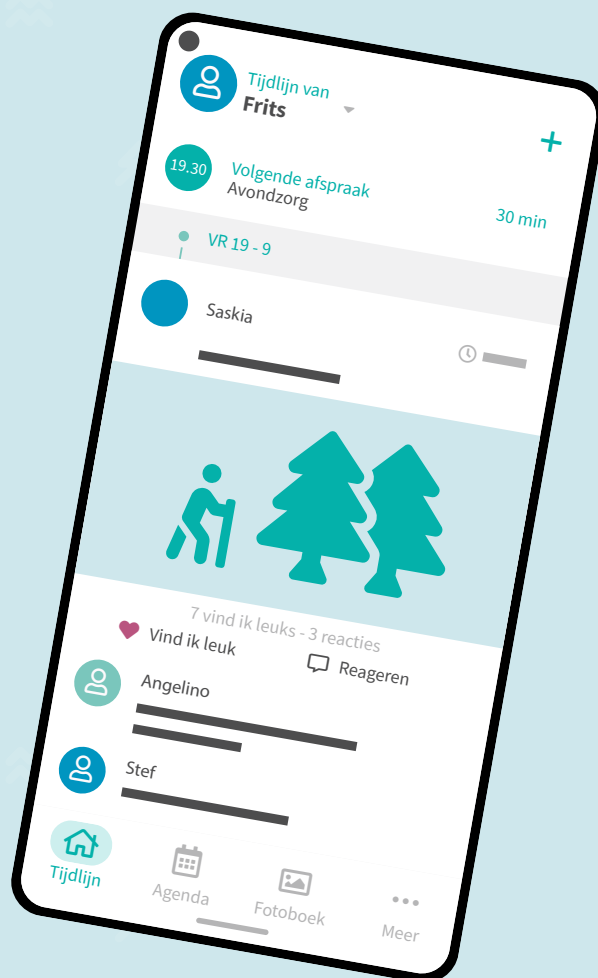 Tijdlijn van
Frits
19.30
Volgende afspraak
Avondzorg
30 min
VR 19 - 9
Saskia
7 vind ik leuks - 3 reacties
Vind ik leuk
Reageren
Angelino
Stef
Tijdlijn
Agenda
Fotoboek
Meer